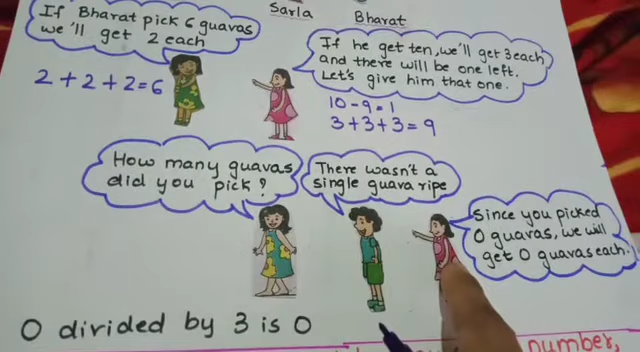 If Bharat pick 6 guavas
we'll get 2 each
Sarla
Bharat
If he get ten, we'll get 3 each
and there will be one left.
Let's give him that one.
2+2+2=6
10-9=1
3+3+3=9
How many guavas
did you pick?
There wasn't a
single guava ripe
Since you picked
0 guavas, we will
get 0 guavas each.
0 divided by 3 is 0
number,